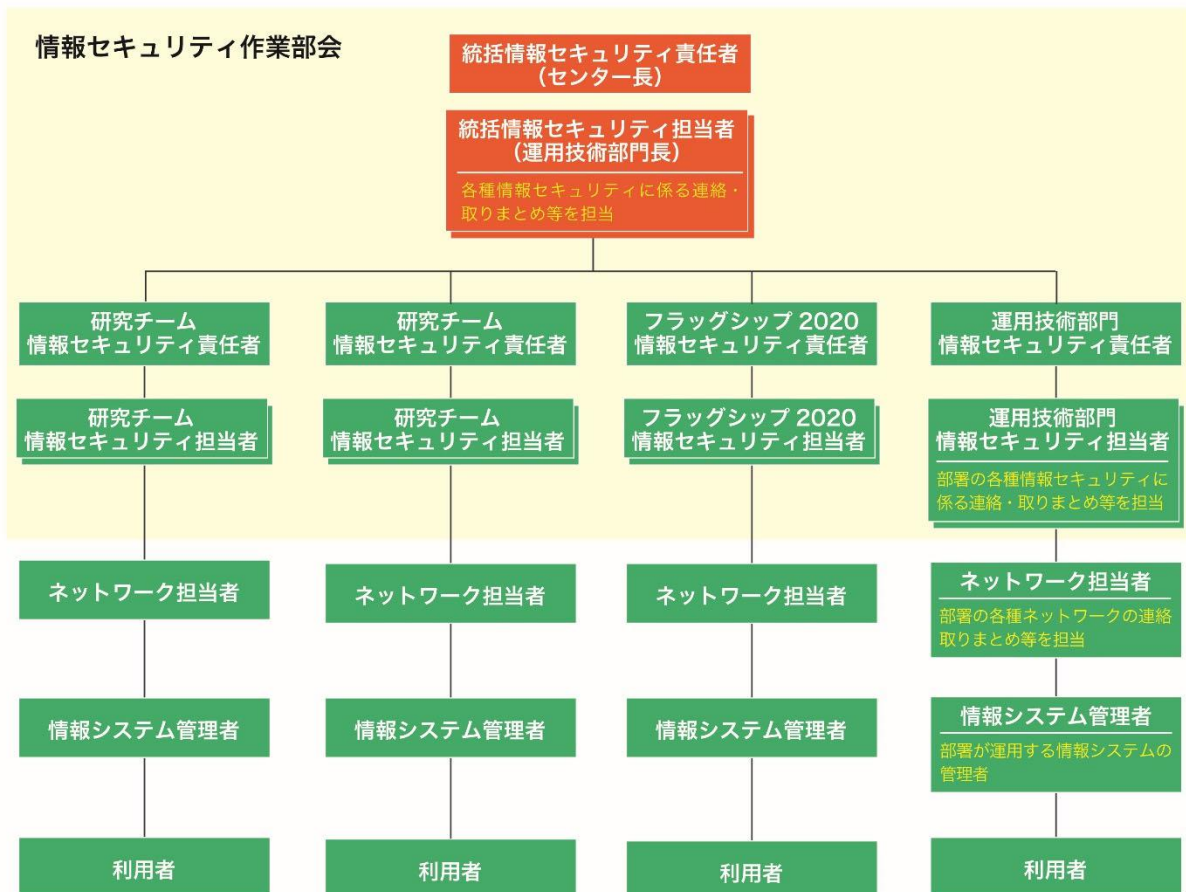 情報セキュリティ作業部会
統括情報セキュリティ責任者
（センター長）
統括情報セキュリティ担当者
（運用技術部門長）
各種情報セキュリティに係る連絡・
取りまとめ等を担当
研究チーム
情報セキュリティ責任者
研究チーム
情報セキュリティ責任者
フラッグシップ 2020
情報セキュリティ責任者
運用技術部門
情報セキュリティ責任者
研究チーム
情報セキュリティ担当者
研究チーム
情報セキュリティ担当者
フラッグシップ 2020
情報セキュリティ担当者
運用技術部門
情報セキュリティ担当者
部署の各種情報セキュリティに
係る連絡・取りまとめ等を担当
ネットワーク担当者
ネットワーク担当者
ネットワーク担当者
ネットワーク担当者
部署の各種ネットワークの連絡
取りまとめ等を担当
情報システム管理者
情報システム管理者
情報システム管理者
情報システム管理者
部署が運用する情報システムの
管理者
利用者
利用者
利用者
利用者